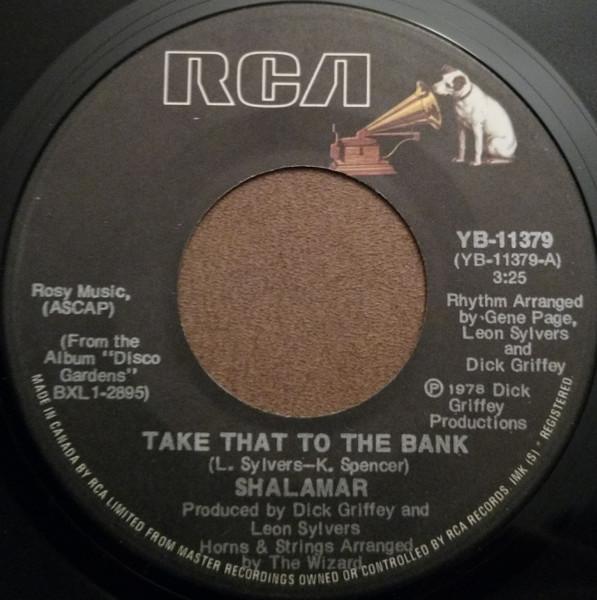 RCA
YB-11379
(YB-11379-A)
3:25
Rosy Music,
(ASCAP)
(From the
Album "Disco
Gardens"
BXL1-2895)
Rhythm Arranged
by Gene Page,
Leon Sylvers
and
Dick Griffey
Ⓟ 1978 Dick
Griffey
Productions
TAKE THAT TO THE BANK
(L. Sylvers—K. Spencer)
SHALAMAR
Produced by Dick Griffey and
Leon Sylvers
Horns & Strings Arranged
by The Wizard
MADE IN CANADA BY RCA LIMITED FROM MASTER RECORDINGS OWNED OR CONTROLLED BY RCA RECORDS. IMK (S) * REGISTERED.